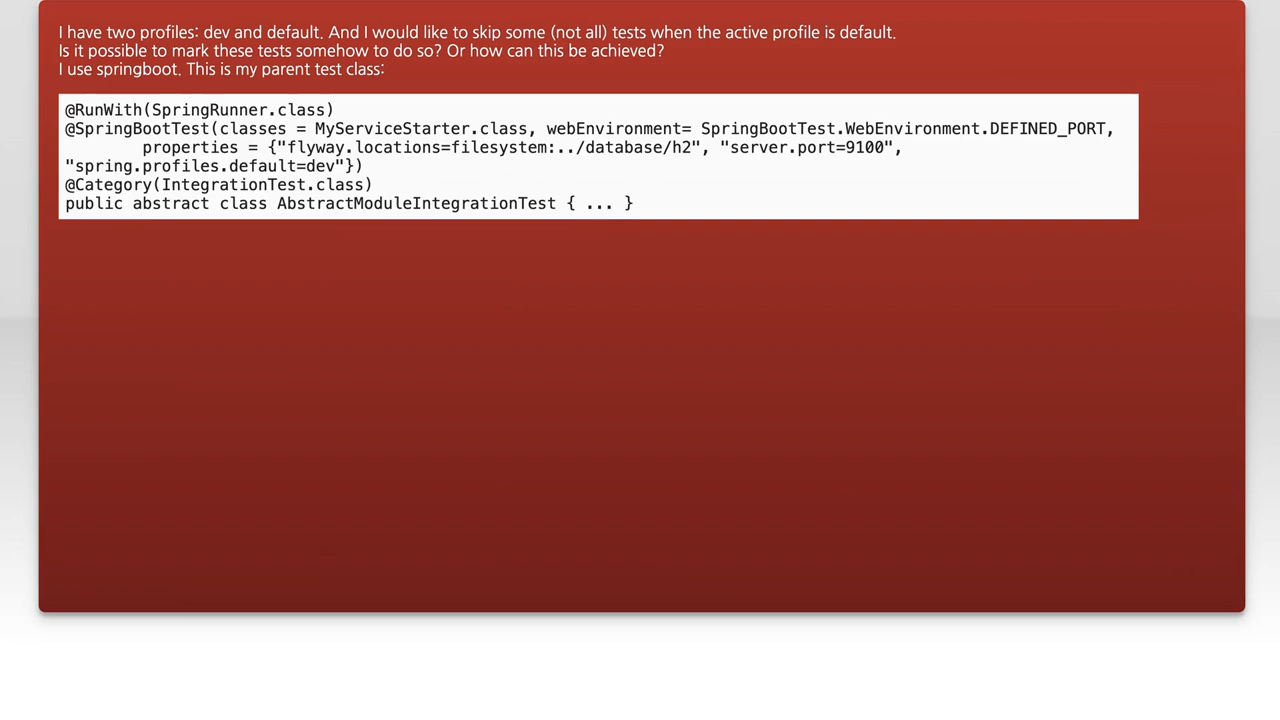 I have two profiles: dev and default. And I would like to skip some (not all) tests when the active profile is default.
Is it possible to mark these tests somehow to do so? Or how can this be achieved?
I use springboot. This is my parent test class:
@RunWith(SpringRunner.class)
@SpringBootTest(classes = MyServiceStarter.class, webEnvironment= SpringBootTest.WebEnvironment.DEFINED_PORT,
        properties = {"flyway.locations=filesystem:../database/h2", "server.port=9100",
"spring.profiles.default=dev"})
@Category(IntegrationTest.class)
public abstract class AbstractModuleIntegrationTest { ... }